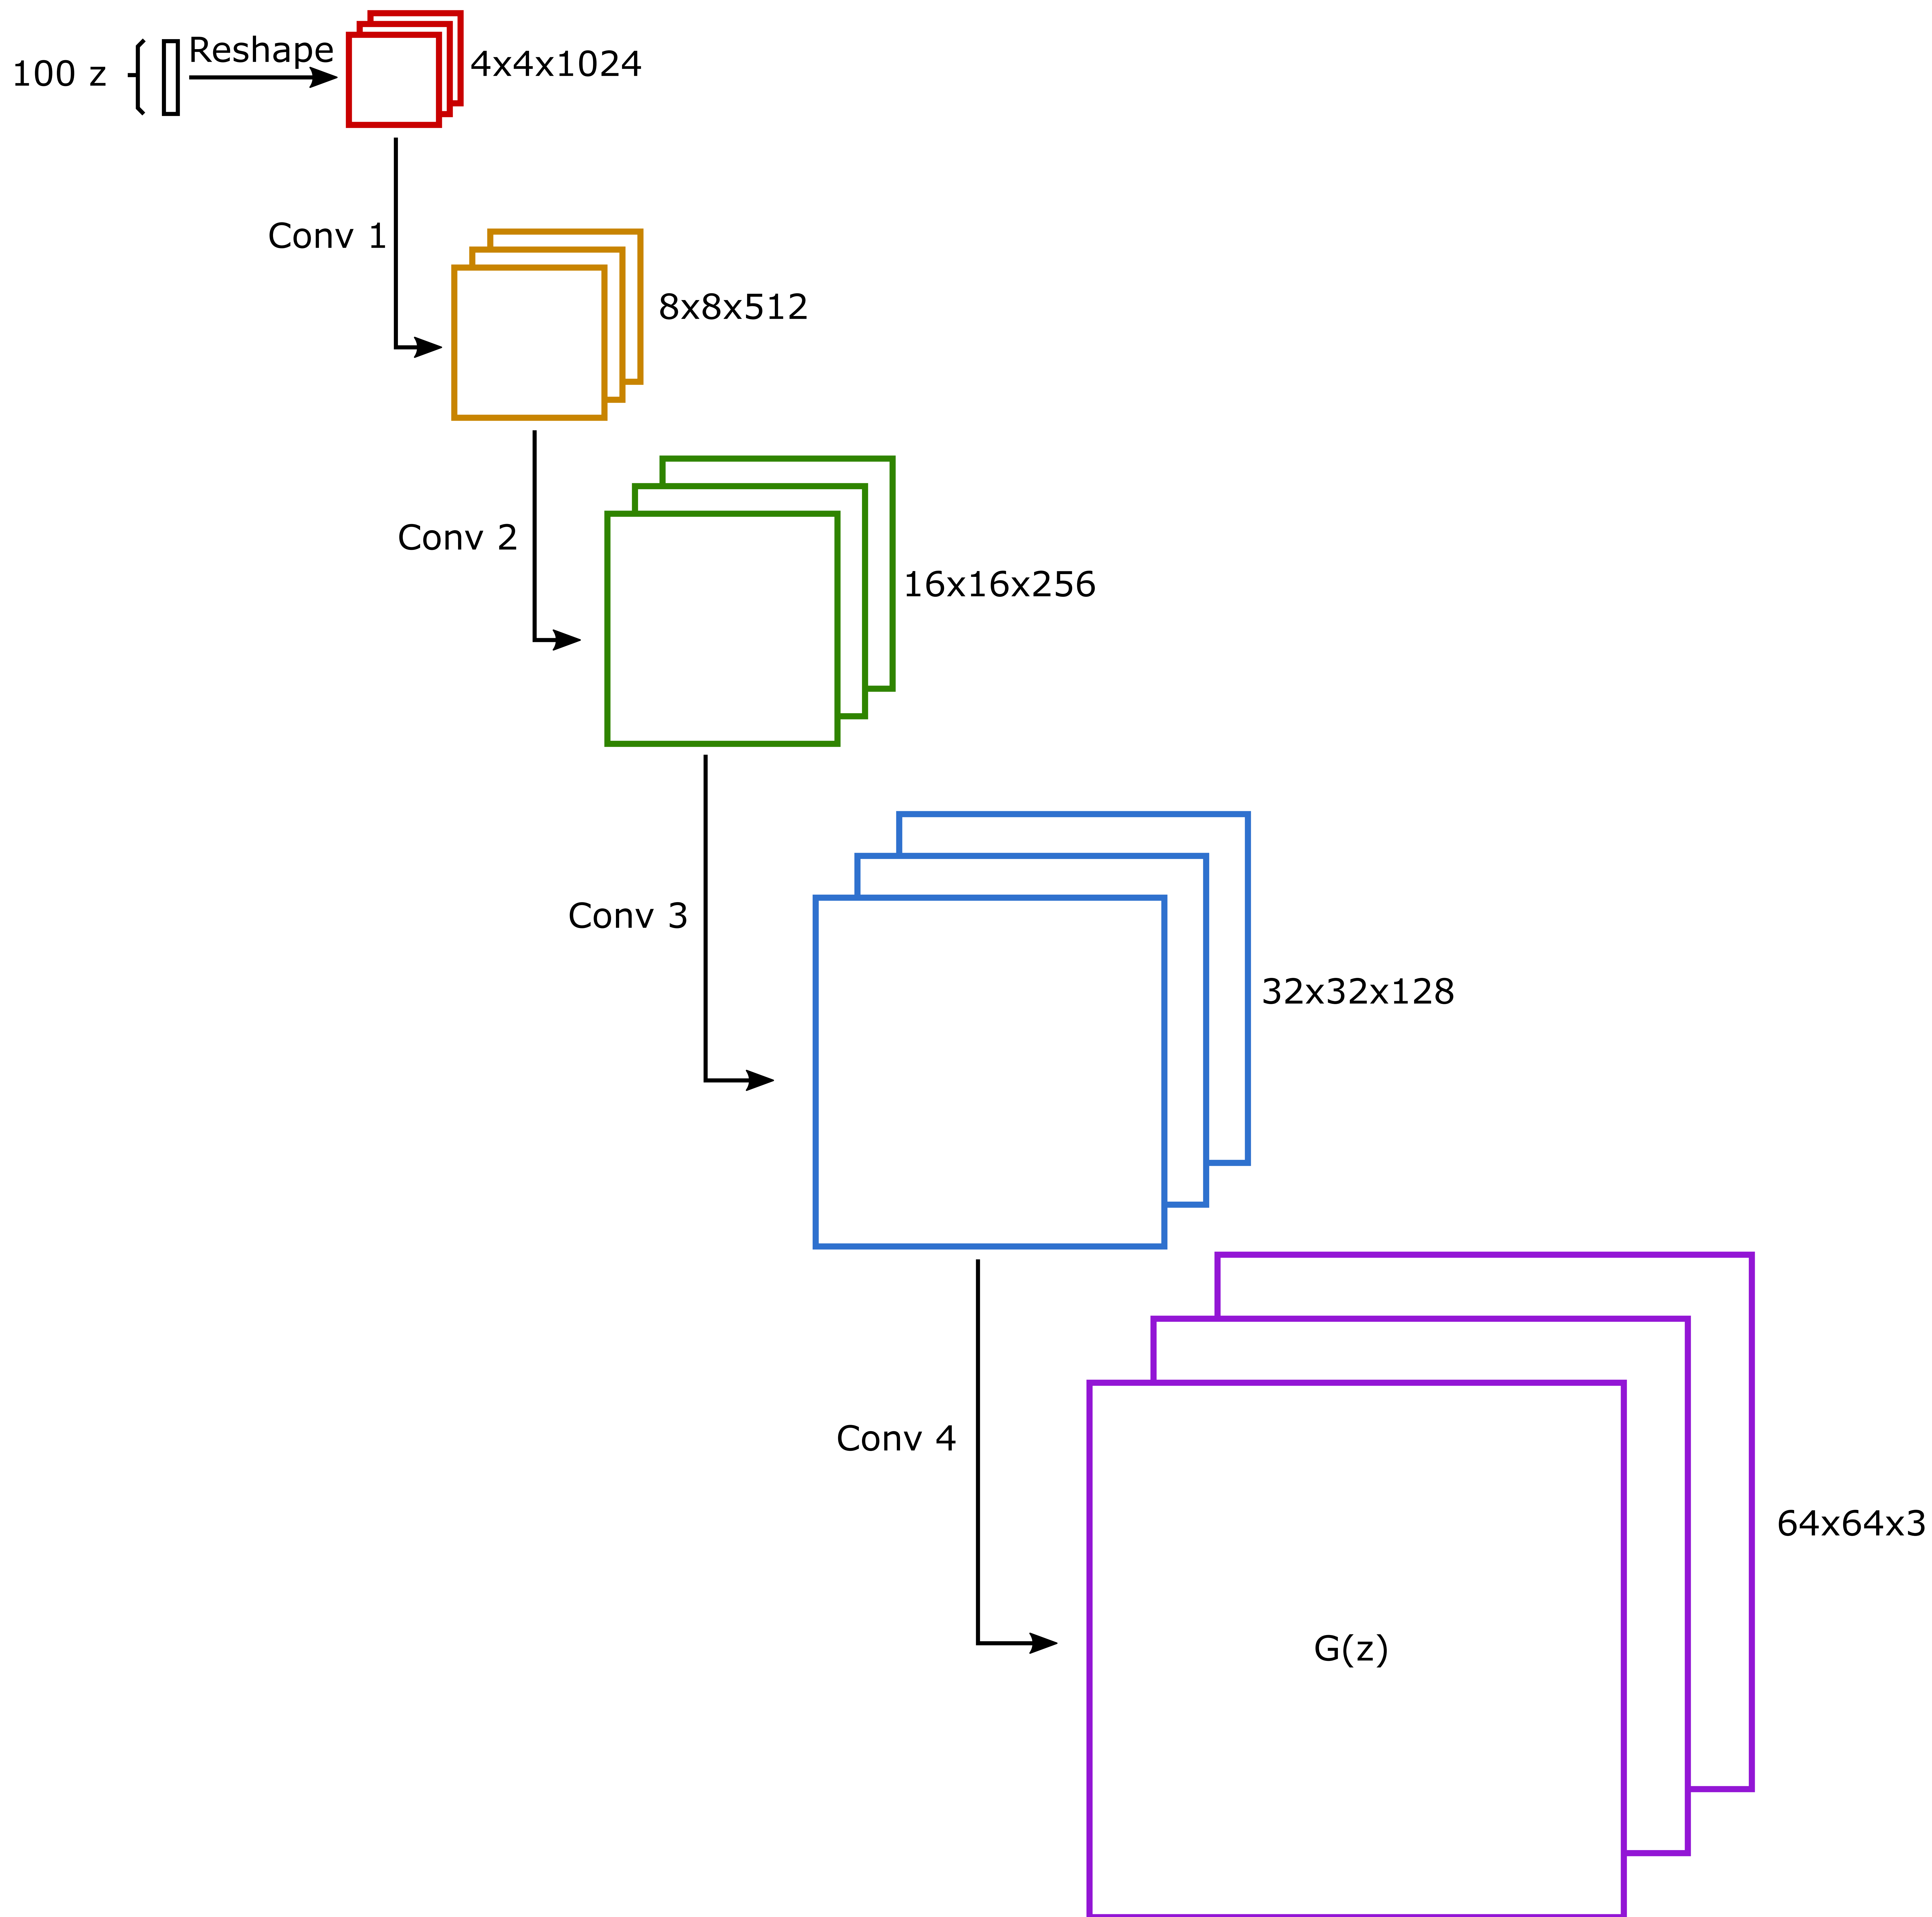 100 z
Reshape
4x4x1024
Conv 1
8x8x512
Conv 2
16x16x256
Conv 3
32x32x128
Conv 4
64x64x3
G(z)